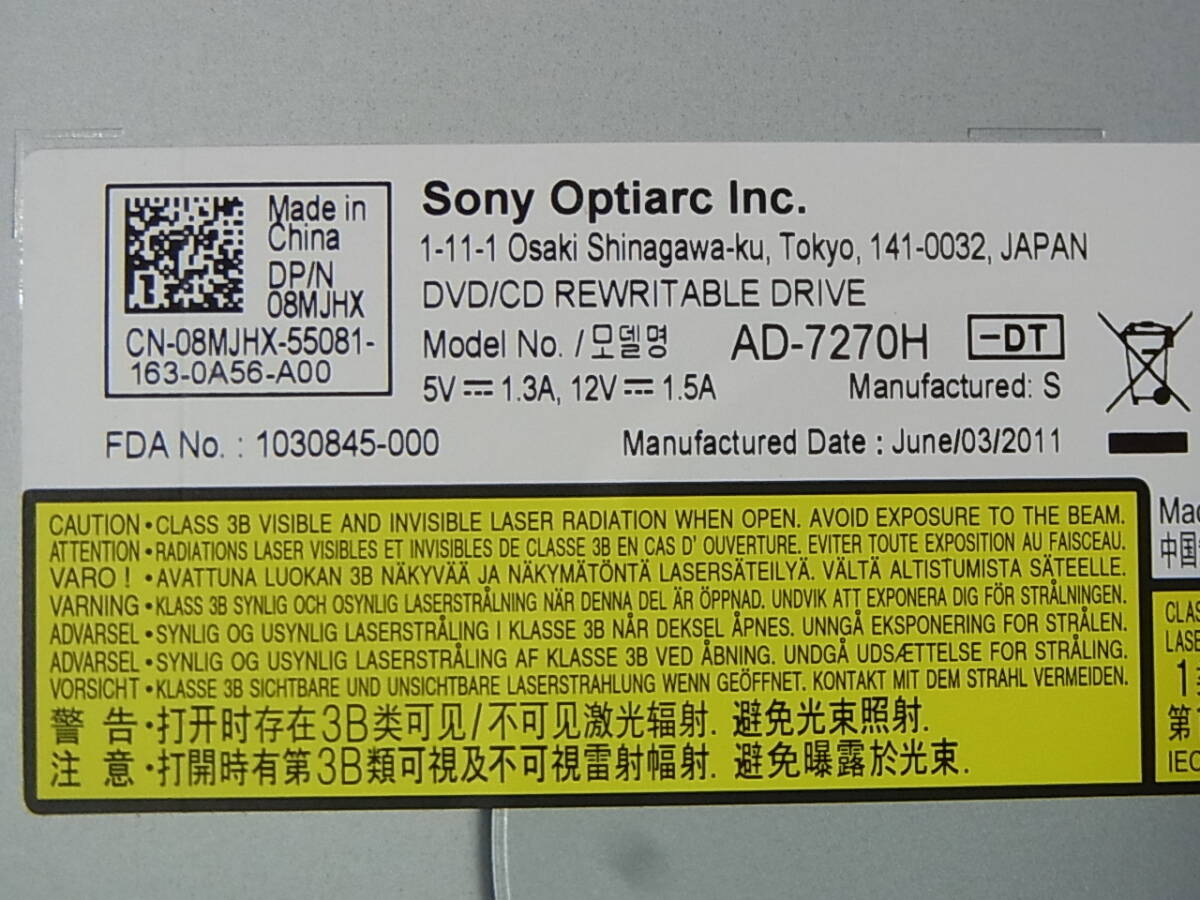 Made in
China
DP/N
08MJHX
CN-08MJHX-55081-
163-0A56-A00
Sony Optiarc Inc.
1-11-1 Osaki Shinagawa-ku, Tokyo, 141-0032, JAPAN
DVD/CD REWRITABLE DRIVE
Model No. /모델명 AD-7270H -DT
5V⎓1.3A, 12V⎓1.5A Manufactured: S
FDA No. : 1030845-000 Manufactured Date : June/03/2011
CAUTION•CLASS 3B VISIBLE AND INVISIBLE LASER RADIATION WHEN OPEN. AVOID EXPOSURE TO THE BEAM.
ATTENTION•RADIATIONS LASER VISIBLES ET INVISIBLES DE CLASSE 3B EN CAS D' OUVERTURE. EVITER TOUTE EXPOSITION AU FAISCEAU.
VARO !•AVATTUNA LUOKAN 3B NÄKYVÄÄ JA NÄKYMÄTÖNTÄ LASERSÄTEILYÄ. VÄLTÄ ALTISTUMISTA SÄTEELLE.
VARNING•KLASS 3B SYNLIG OCH OSYNLIG LASERSTRÅLNING NÄR DENNA DEL ÄR ÖPPNAD. UNDVIK ATT EXPONERA DIG FÖR STRÅLNINGEN.
ADVARSEL•SYNLIG OG USYNLIG LASERSTRÅLING I KLASSE 3B NÅR DEKSEL ÅPNES. UNNGÅ EKSPONERING FOR STRÅLEN.
ADVARSEL•SYNLIG OG USYNLIG LASERSTRÅLING AF KLASSE 3B VED ÅBNING. UNDGÅ UDSÆTTELSE FOR STRÅLING.
VORSICHT•KLASSE 3B SICHTBARE UND UNSICHTBARE LASERSTRAHLUNG WENN GEÖFFNET. KONTAKT MIT DEM STRAHL VERMEIDEN.
警 告•打开时存在3B类可见/不可见激光辐射. 避免光束照射.
注 意•打開時有第3B類可視及不可視雷射幅射. 避免曝露於光束.
Mad
中国
CLAS
LASE
1
第
IEC